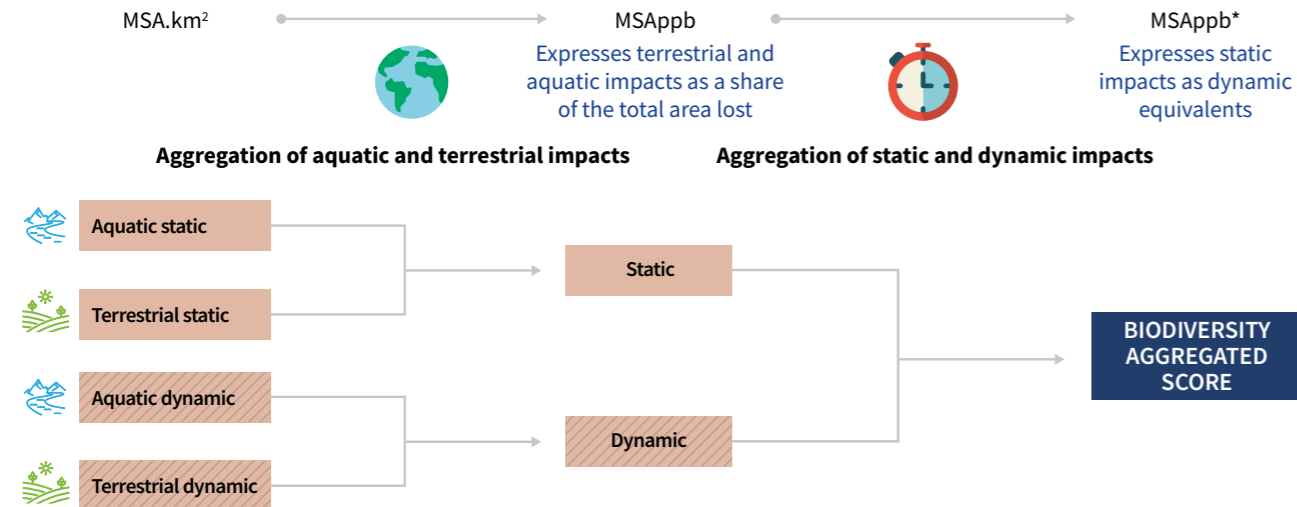 MSA.km²
MSAppb
MSAppb*
Expresses terrestrial and
aquatic impacts as a share
of the total area lost
Expresses static
impacts as dynamic
equivalents
Aggregation of aquatic and terrestrial impacts
Aggregation of static and dynamic impacts
Aquatic static
Terrestrial static
Aquatic dynamic
Terrestrial dynamic
Static
Dynamic
BIODIVERSITY
AGGREGATED
SCORE